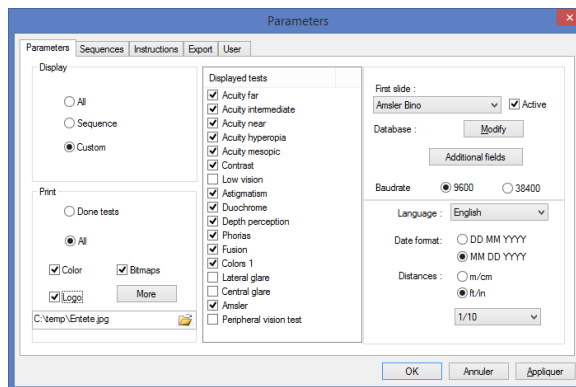 Parameters
Parameters Sequences Instructions Export User
Display
All
Sequence
Custom
Print
Done tests
All
Color Bitmaps
Logo More
C:\temp\Entete.jpg
Displayed tests
Acuity far
Acuity intermediate
Acuity near
Acuity hyperopia
Acuity mesopic
Contrast
Low vision
Astigmatism
Duochrome
Depth perception
Phorias
Fusion
Colors 1
Lateral glare
Central glare
Amsler
Peripheral vision test
First slide :
Amsler Bino Active
Database : Modify
Additional fields
Baudrate 9600 38400
Language : English
Date format: DD MM YYYY
MM DD YYYY
Distances : m/cm
ft/in
1/10
OK Annuler Appliquer